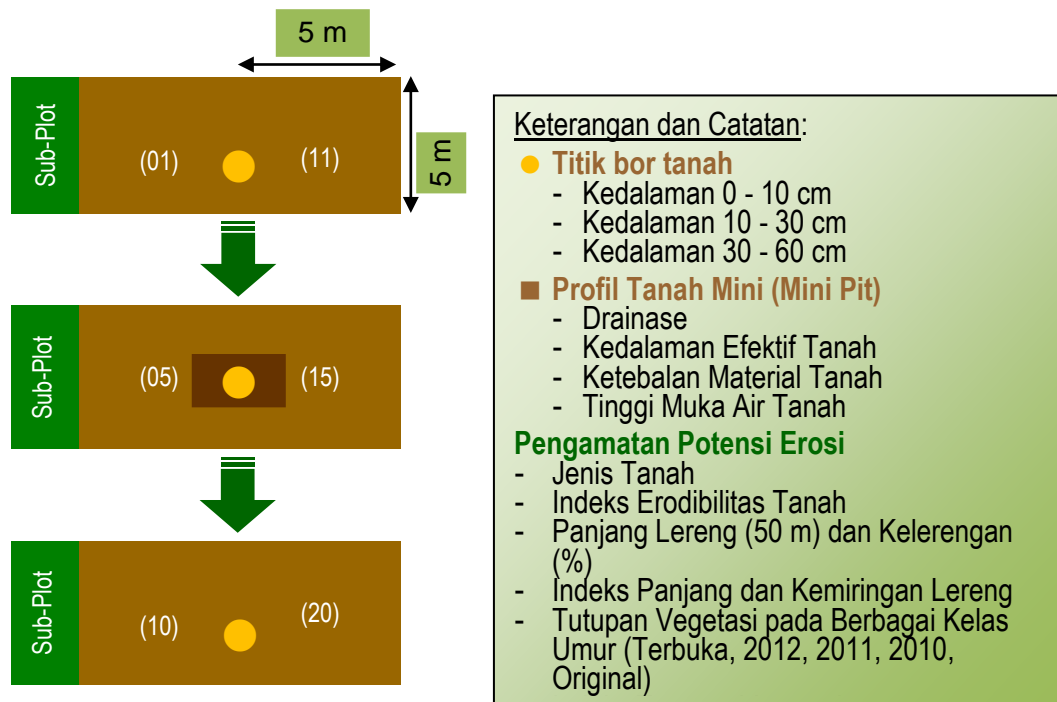 5 m
5 m
Sub-Plot
(01)
(11)
Sub-Plot
(05)
(15)
Sub-Plot
(10)
(20)
Keterangan dan Catatan:
Titik bor tanah
- Kedalaman 0 - 10 cm
- Kedalaman 10 - 30 cm
- Kedalaman 30 - 60 cm
Profil Tanah Mini (Mini Pit)
- Drainase
- Kedalaman Efektif Tanah
- Ketebalan Material Tanah
- Tinggi Muka Air Tanah
Pengamatan Potensi Erosi
- Jenis Tanah
- Indeks Erodibilitas Tanah
- Panjang Lereng (50 m) dan Kelerengan
(%)
- Indeks Panjang dan Kemiringan Lereng
- Tutupan Vegetasi pada Berbagai Kelas
Umur (Terbuka, 2012, 2011, 2010,
Original)